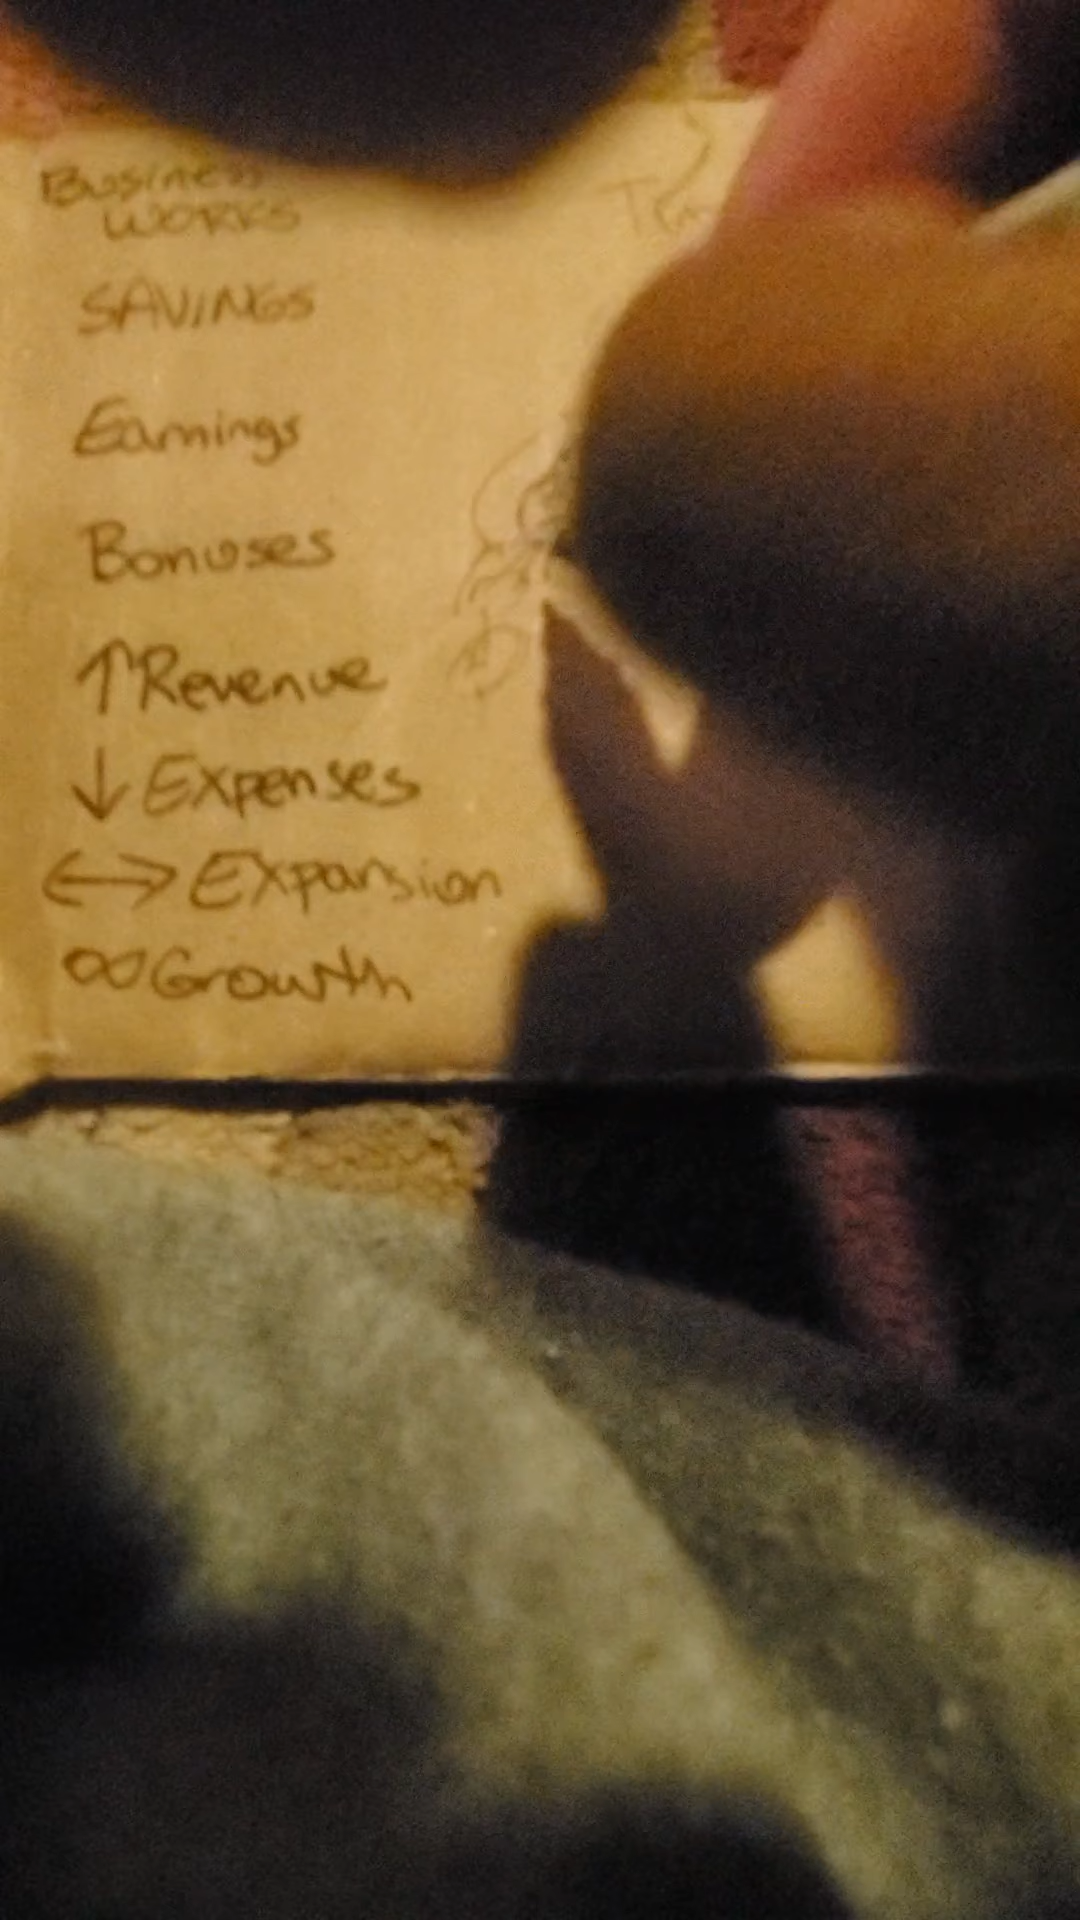 Business
WORKS
SAVINGS
Earnings
Bonuses
↑Revenue
↓Expenses
↔Expansion
∞Growth